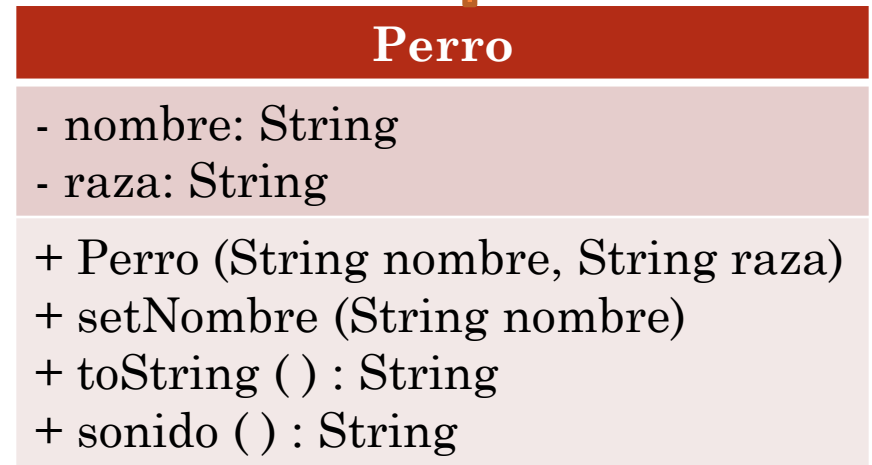 Perro
- nombre: String
- raza: String
+ Perro (String nombre, String raza)
+ setNombre (String nombre)
+ toString ( ) : String
+ sonido ( ) : String